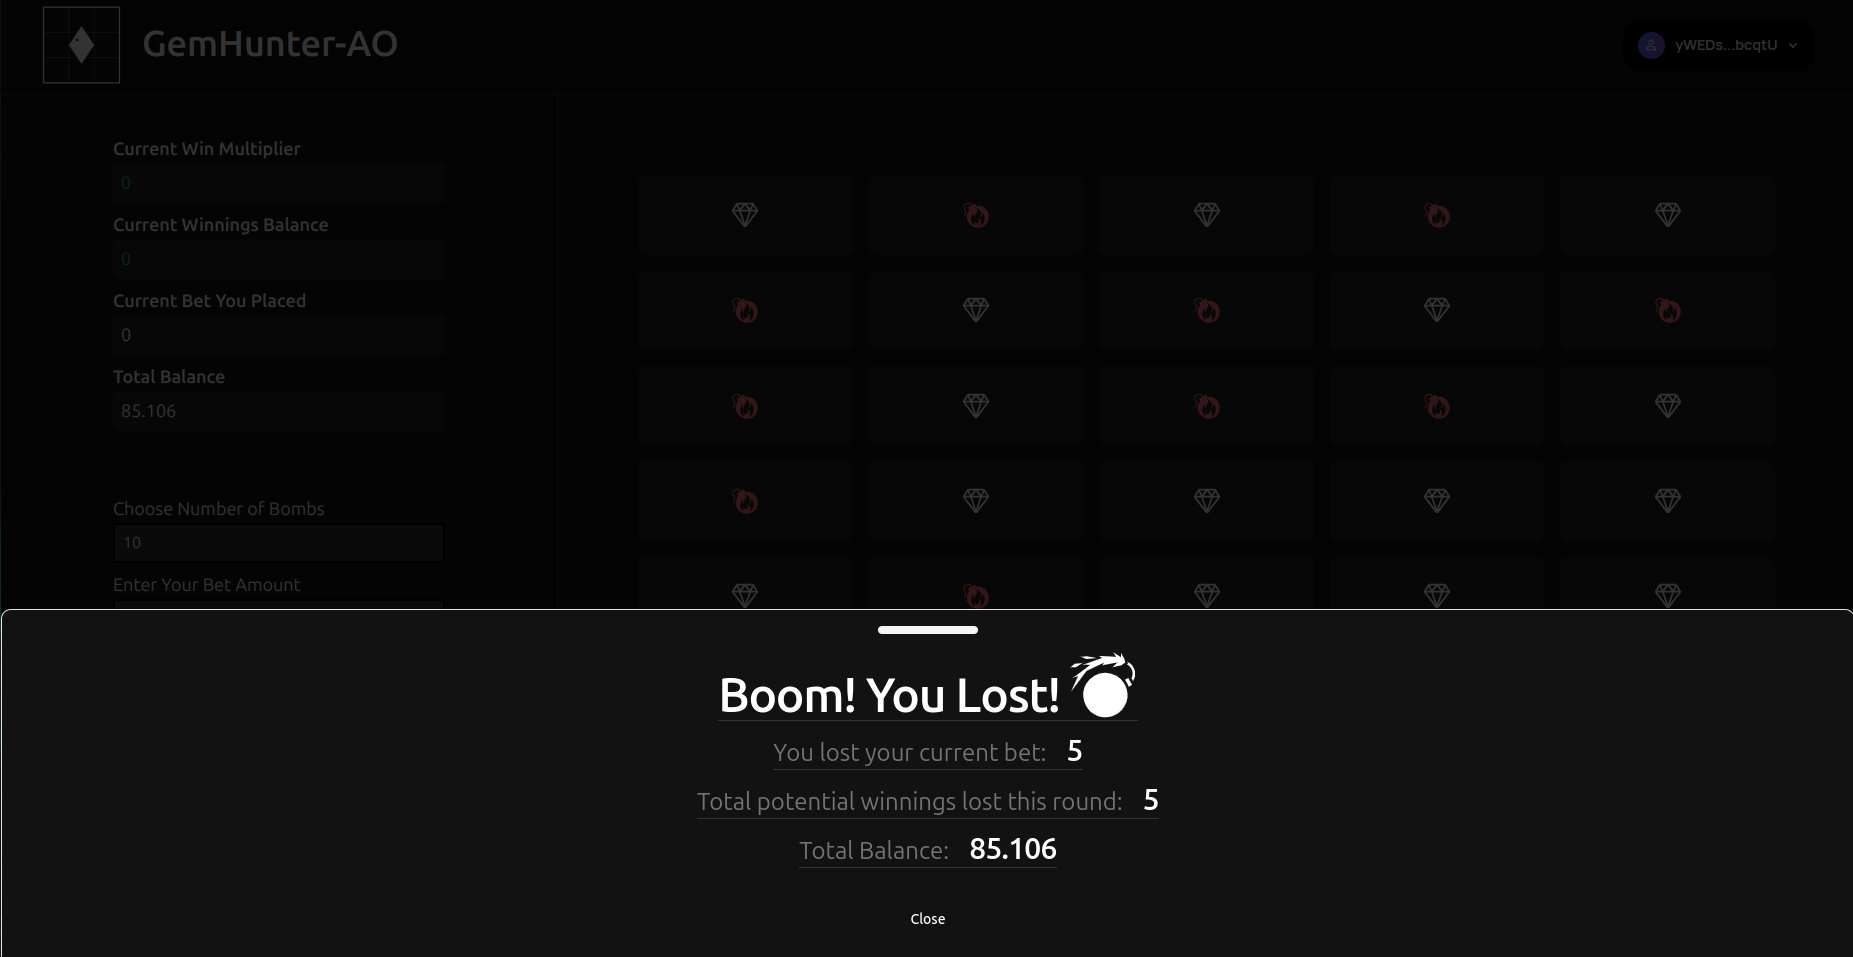 GemHunter-AO
yWEDs...bcqtU
Current Win Multiplier
0
Current Winnings Balance
0
Current Bet You Placed
0
Total Balance
85.106
Choose Number of Bombs
10
Enter Your Bet Amount
Boom! You Lost!
You lost your current bet: 5
Total potential winnings lost this round: 5
Total Balance: 85.106
Close